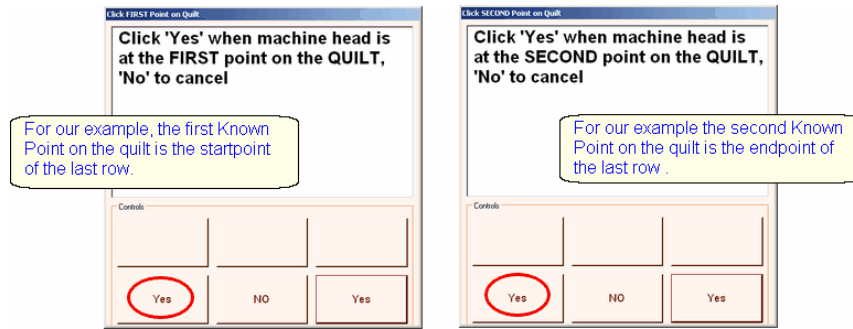 Click FIRST Point on Quilt
Click 'Yes' when machine head is
at the FIRST point on the QUILT,
'No' to cancel
For our example, the first Known
Point on the quilt is the startpoint
of the last row.
Controls
Yes
NO
Yes
Click SECOND Point on Quilt
Click 'Yes' when machine head is
at the SECOND point on the QUILT,
'No' to cancel
For our example the second Known
Point on the quilt is the endpoint of
the last row .
Controls
Yes
NO
Yes